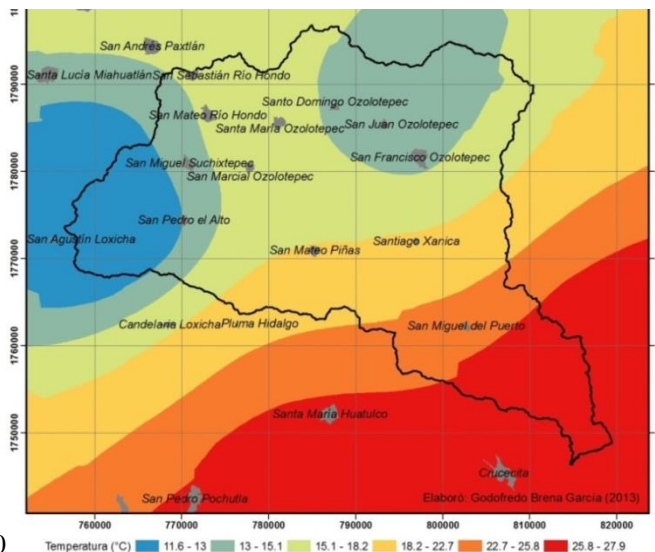 San Andrés Paxtlán
Santa Lucía Miahuatlán San Sebastián Río Hondo
1790000
Santo Domingo Ozolotepec
San Mateo Río Hondo
Santa María Ozolotepec San Juan Ozolotepec
San Miguel Suchixtepec San Francisco Ozolotepec
San Marcial Ozolotepec
1780000
San Pedro el Alto
San Agustín Loxicha Santiago Xanica
San Mateo Piñas
1770000
Candelaria Loxicha Pluma Hidalgo San Miguel del Puerto
1760000
Santa María Huatulco
1750000
Crucecita
San Pedro Pochutla Elaboró: Godofredo Brena García (2013)
760000 770000 780000 790000 800000 810000 820000
) Temperatura (°C) 11.6 - 13 13 - 15.1 15.1 - 18.2 18.2 - 22.7 22.7 - 25.8 25.8 - 27.9
1790000
1780000
1770000
1760000
1750000